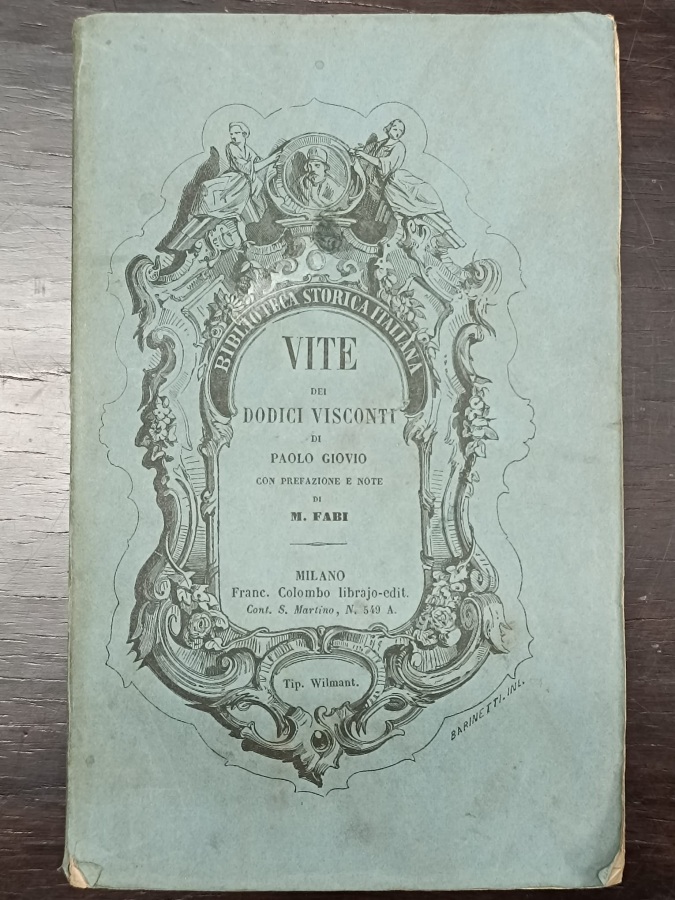 BIBLIOTECA STORICA ITALIANA
VITE
DEI
DODICI VISCONTI
DI
PAOLO GIOVIO
CON PREFAZIONE E NOTE
DI
M. FABI
MILANO
Franc. Colombo librajo-edit.
Cont. S. Martino, N. 549 A.
Tip. Wilmant.
BARINETTI. INC.